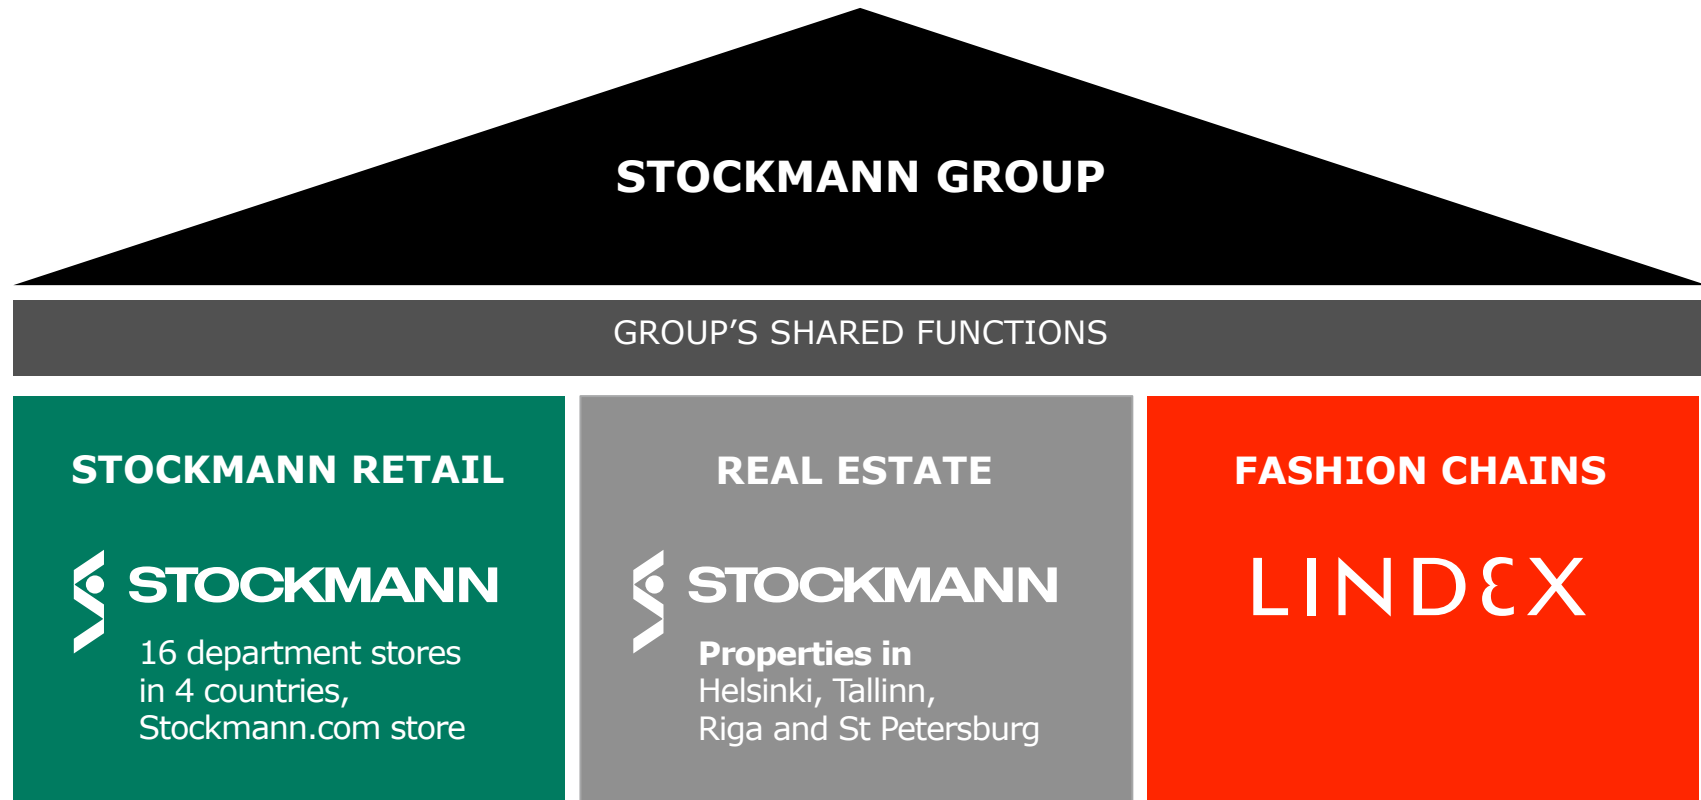 STOCKMANN GROUP
GROUP’S SHARED FUNCTIONS
STOCKMANN RETAIL
STOCKMANN
16 department stores
in 4 countries,
Stockmann.com store
REAL ESTATE
STOCKMANN
Properties in
Helsinki, Tallinn,
Riga and St Petersburg
FASHION CHAINS
LINDEX